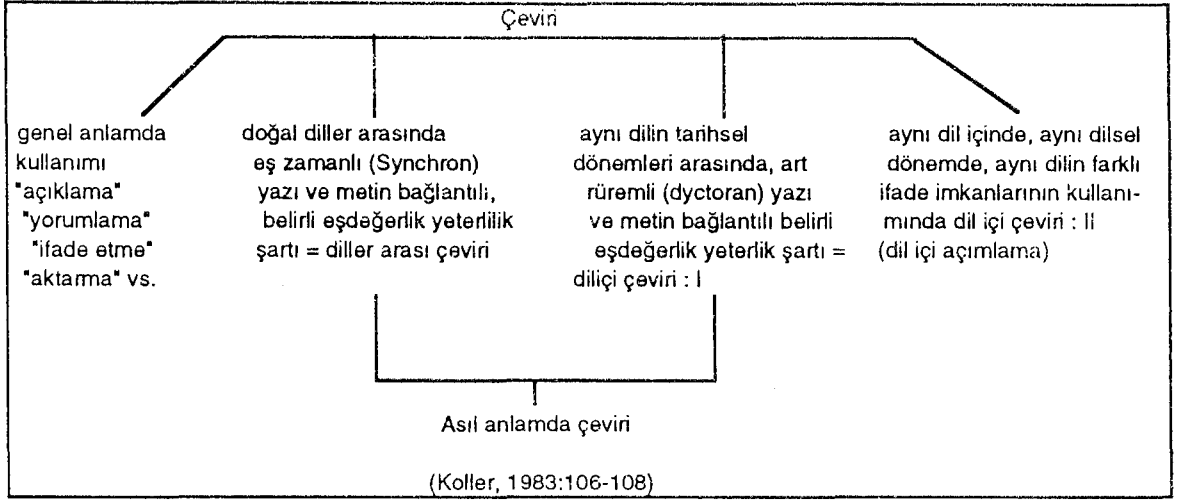 Çeviri
genel anlamda
kullanımı
"açıklama"
"yorumlama"
"ifade etme"
"aktarma" vs.
doğal diller arasında
eş zamanlı (Synchron)
yazı ve metin bağlantılı,
belirli eşdeğerlik yeterlilik
şartı = diller arası çeviri
aynı dilin tarihsel
dönemleri arasında, art
rüremli (dyctoran) yazı
ve metin bağlantılı belirli
eşdeğerlik yeterlik şartı =
diliçi çeviri : I
aynı dil içinde, aynı dilsel
dönemde, aynı dilin farklı
ifade imkanlarının kullanı-
mında dil içi çeviri : II
(dil içi açımlama)
Asıl anlamda çeviri
(Koller, 1983:106-108)